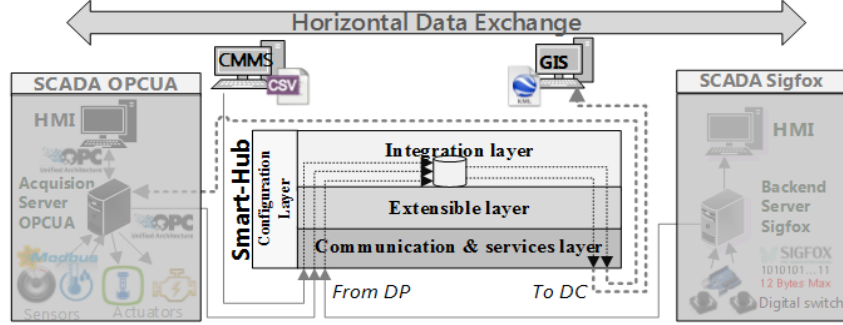 Horizontal Data Exchange
SCADA OPCUA
CMMS
CSV
GIS
KML
SCADA Sigfox
HMI
OPC
Unified Architecture
Acquision
Server
OPCUA
OPC
Unified Architecture
Modbus
Sensors
Actuators
Smart-Hub
Configuration
Layer
Integration layer
Extensible layer
Communication & services layer
From DP
To DC
HMI
Backend
Server
Sigfox
SIGFOX
1010101...11
12 Bytes Max
Digital switch